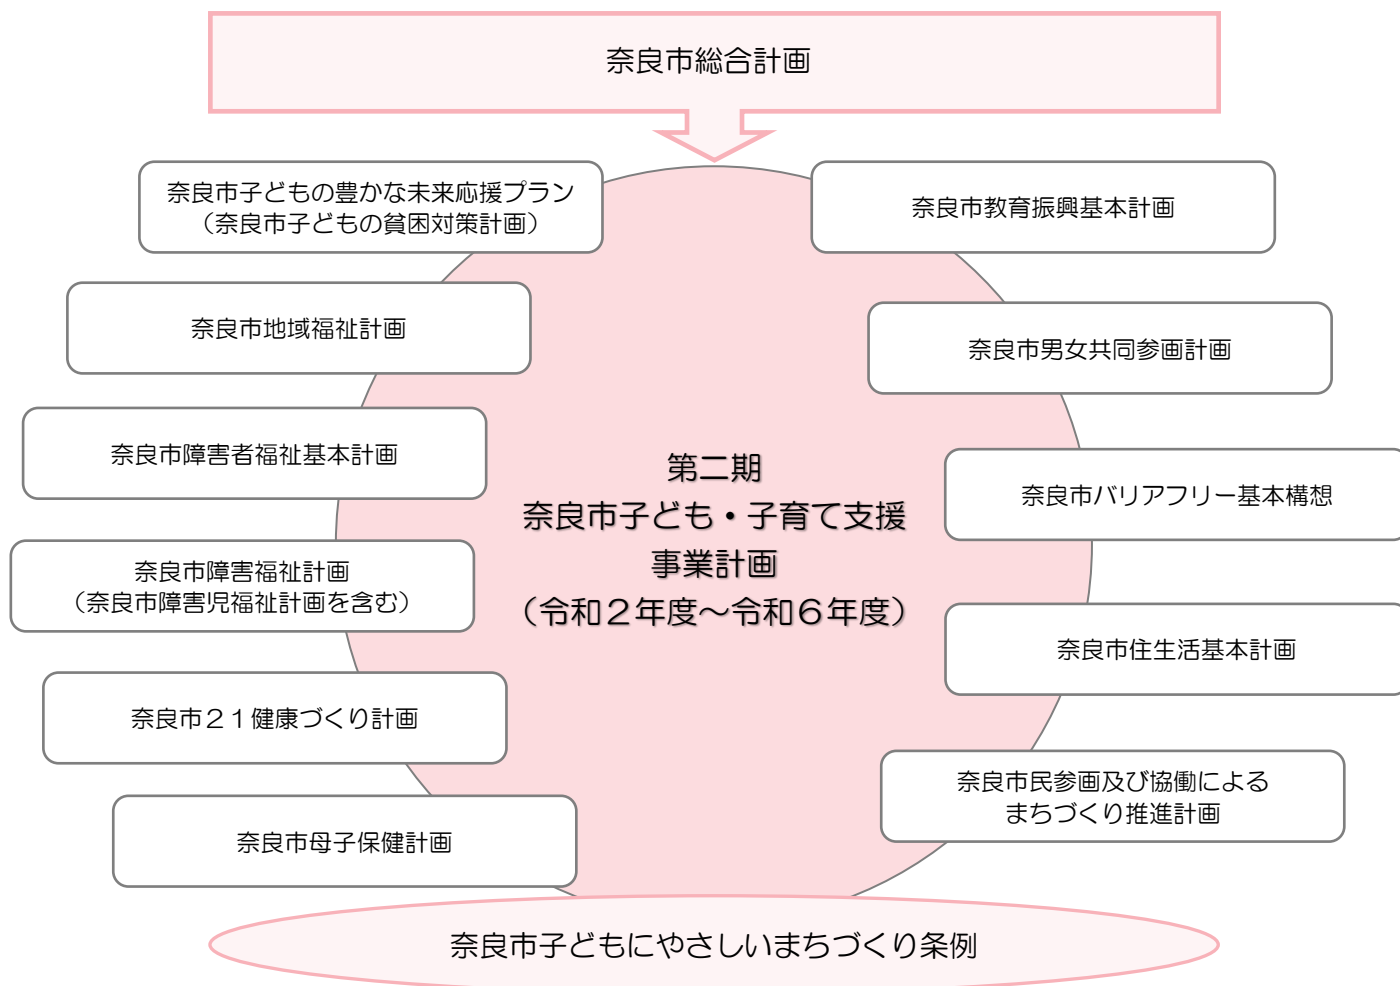 奈良市総合計画
奈良市子どもの豊かな未来応援プラン
（奈良市子どもの貧困対策計画）
奈良市地域福祉計画
奈良市障害者福祉基本計画
奈良市障害福祉計画
（奈良市障害児福祉計画を含む）
奈良市２１健康づくり計画
奈良市母子保健計画
第二期
奈良市子ども・子育て支援
事業計画
（令和２年度～令和６年度）
奈良市教育振興基本計画
奈良市男女共同参画計画
奈良市バリアフリー基本構想
奈良市住生活基本計画
奈良市民参画及び協働による
まちづくり推進計画
奈良市子どもにやさしいまちづくり条例